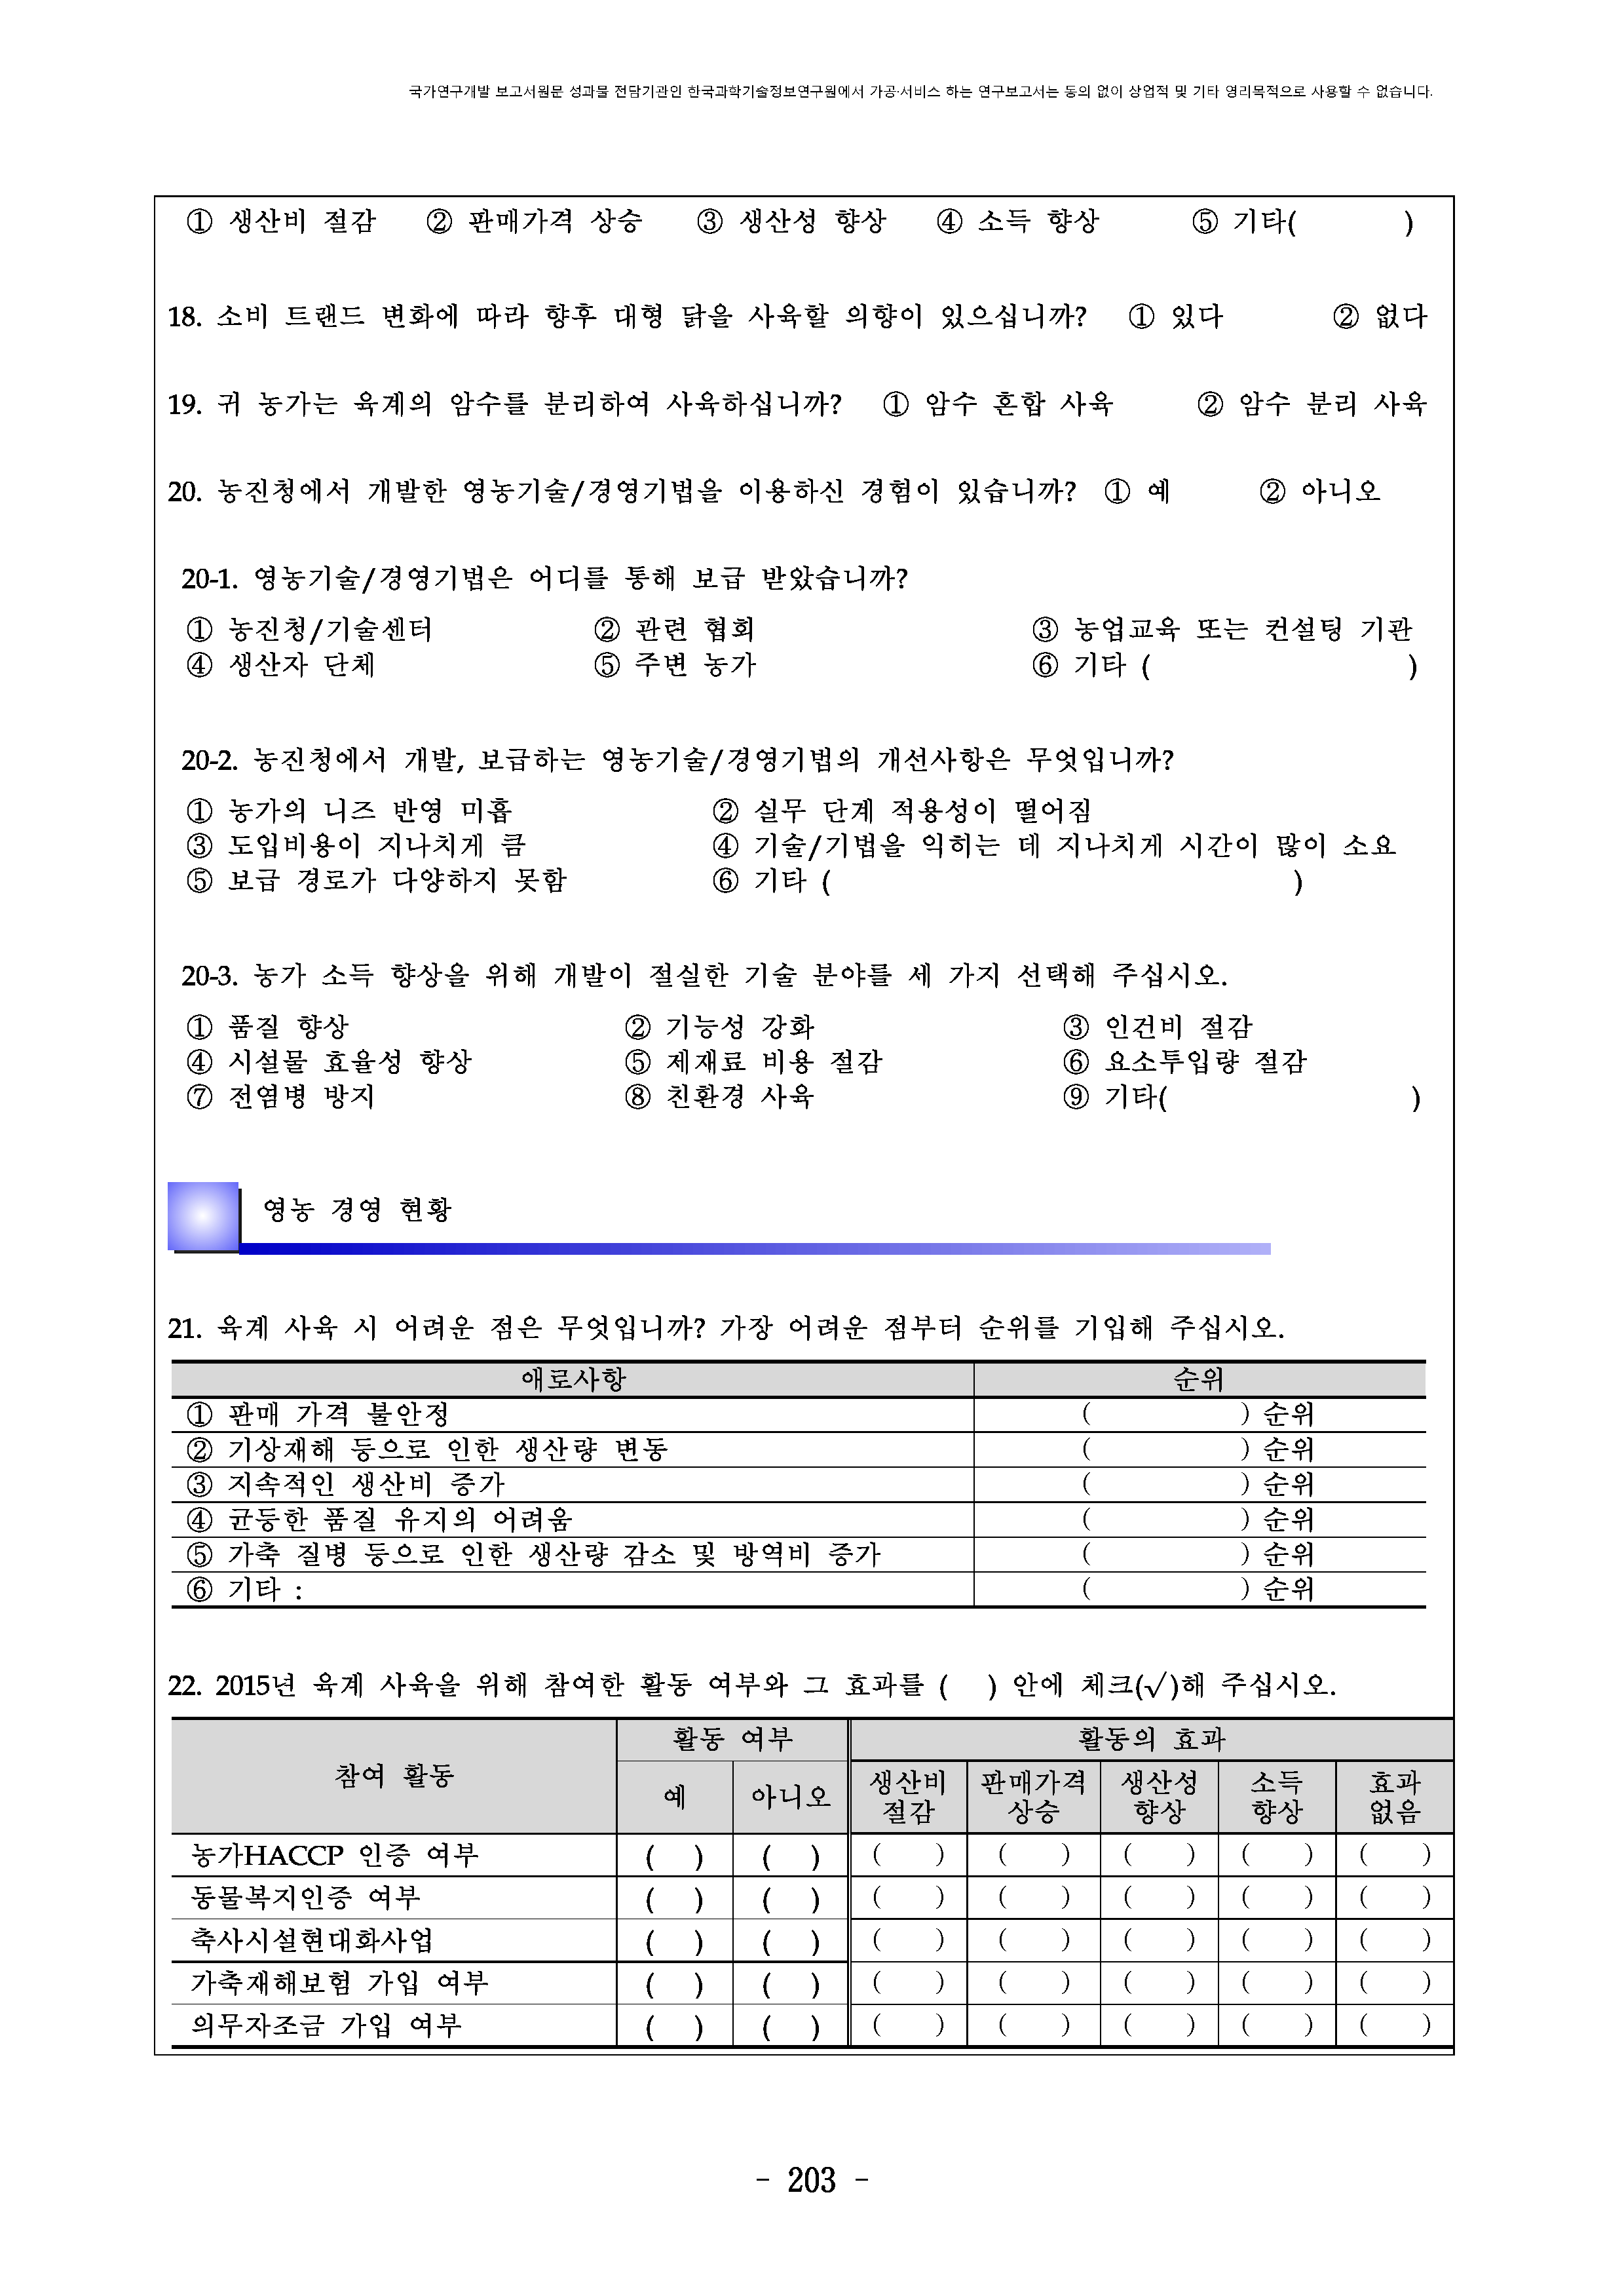 국가연구개발 보고서원문 성과물 전담기관인 한국과학기술정보연구원에서 가공·서비스 하는 연구보고서는 동의 없이 상업적 및 기타 영리목적으로 사용할 수 없습니다.
① 생산비 절감 ② 판매가격 상승 ③ 생산성 향상 ④ 소득 향상 ⑤ 기타( )
18. 소비 트랜드 변화에 따라 향후 대형 닭을 사육할 의향이 있으십니까? ① 있다 ② 없다
19. 귀 농가는 육계의 암수를 분리하여 사육하십니까? ① 암수 혼합 사육 ② 암수 분리 사육
20. 농진청에서 개발한 영농기술/경영기법을 이용하신 경험이 있습니까? ① 예 ② 아니오
20-1. 영농기술/경영기법은 어디를 통해 보급 받았습니까?
① 농진청/기술센터 ② 관련 협회 ③ 농업교육 또는 컨설팅 기관
④ 생산자 단체 ⑤ 주변 농가 ⑥ 기타 ( )
20-2. 농진청에서 개발, 보급하는 영농기술/경영기법의 개선사항은 무엇입니까?
① 농가의 니즈 반영 미흡 ② 실무 단계 적용성이 떨어짐
③ 도입비용이 지나치게 큼 ④ 기술/기법을 익히는 데 지나치게 시간이 많이 소요
⑤ 보급 경로가 다양하지 못함 ⑥ 기타 ( )
20-3. 농가 소득 향상을 위해 개발이 절실한 기술 분야를 세 가지 선택해 주십시오.
① 품질 향상 ② 기능성 강화 ③ 인건비 절감
④ 시설물 효율성 향상 ⑤ 제재료 비용 절감 ⑥ 요소투입량 절감
⑦ 전염병 방지 ⑧ 친환경 사육 ⑨ 기타( )
영농 경영 현황
21. 육계 사육 시 어려운 점은 무엇입니까? 가장 어려운 점부터 순위를 기입해 주십시오.
애로사항 순위
① 판매 가격 불안정 ( ) 순위
② 기상재해 등으로 인한 생산량 변동 ( ) 순위
③ 지속적인 생산비 증가 ( ) 순위
④ 균등한 품질 유지의 어려움 ( ) 순위
⑤ 가축 질병 등으로 인한 생산량 감소 및 방역비 증가 ( ) 순위
⑥ 기타 : ( ) 순위
22. 2015년 육계 사육을 위해 참여한 활동 여부와 그 효과를 ( ) 안에 체크(√)해 주십시오.
참여 활동 활동 여부 활동의 효과
예 아니오 생산비 절감 판매가격 상승 생산성 향상 소득 향상 효과 없음
농가HACCP 인증 여부 ( ) ( ) ( ) ( ) ( ) ( ) ( )
동물복지인증 여부 ( ) ( ) ( ) ( ) ( ) ( ) ( )
축사시설현대화사업 ( ) ( ) ( ) ( ) ( ) ( ) ( )
가축재해보험 가입 여부 ( ) ( ) ( ) ( ) ( ) ( ) ( )
의무자조금 가입 여부 ( ) ( ) ( ) ( ) ( ) ( ) ( )
- 203 -